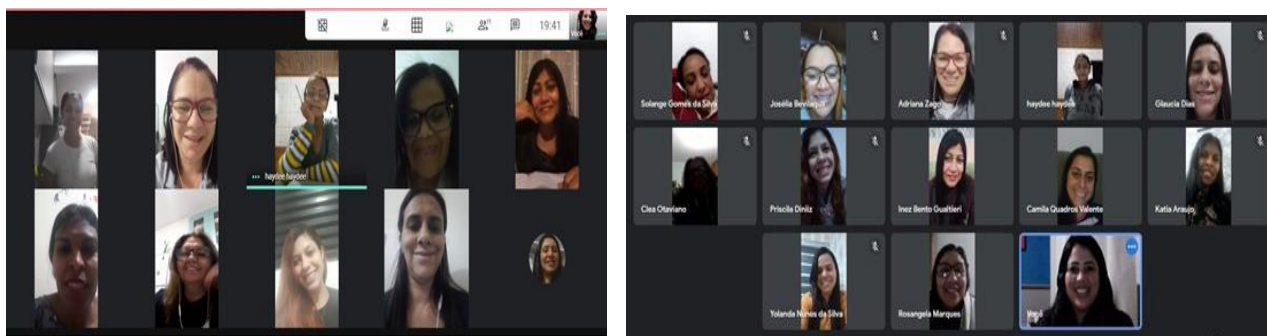 19:41
Você
haydee haydee
Solange Gomes da Silva
Josélia Bevilaqua
Adriana Zago
haydee haydee
Glaucia Dias
Clea Otaviano
Priscila Diniz
Inez Bento Gualtieri
Camila Quadros Valente
Katia Araujo
Yolanda Nunes da Silva
Rosangela Marques
Você